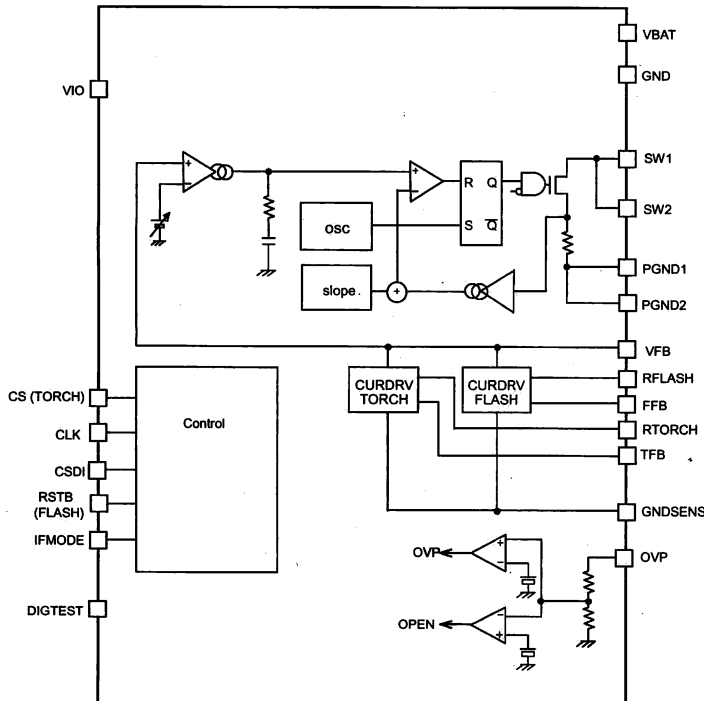 VBAT
GND
VIO
+
−
+
−
R Q
S Q
SW1
SW2
osc
slope.
+
PGND1
PGND2
VFB
CURDRV
TORCH
CURDRV
FLASH
RFLASH
FFB
RTORCH
TFB
GNDSENS
CS (TORCH)
CLK
CSDI
RSTB
(FLASH)
IFMODE
Control
DIGTEST
OVP
+
−
OVP
OPEN
−
+